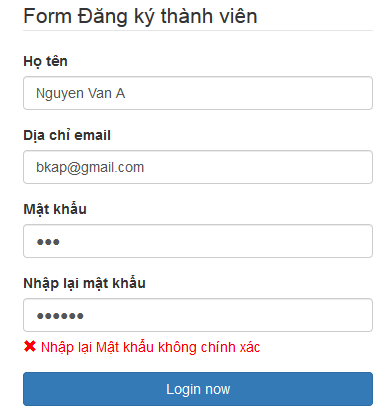 Form Đăng ký thành viên
Họ tên
Nguyen Van A
Địa chỉ email
bkap@gmail.com
Mật khẩu
●●●
Nhập lại mật khẩu
●●●●●●
✖ Nhập lại Mật khẩu không chính xác
Login now